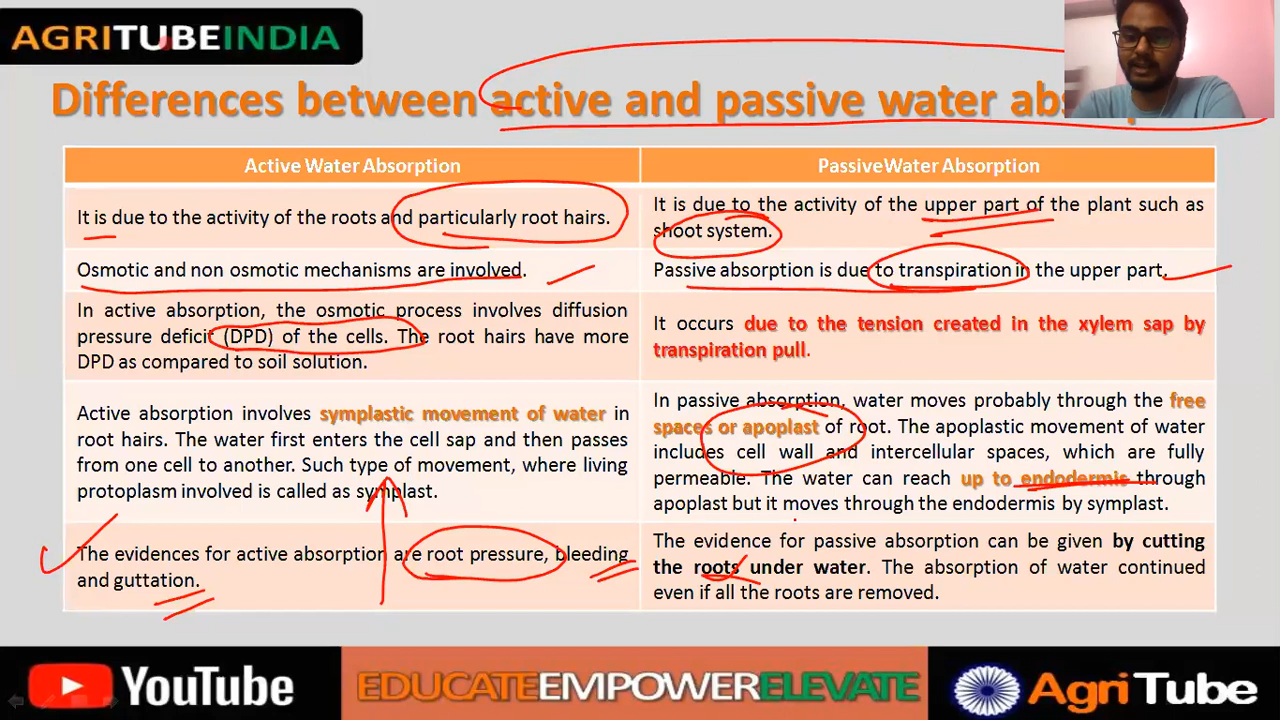 AGRITUBEINDIA
Differences between active and passive water
Active Water Absorption
PassiveWater Absorption
It is due to the activity of the roots and particularly root hairs.
It is due to the activity of the upper part of the plant such as
shoot system.
Osmotic and non osmotic mechanisms are involved.
Passive absorption is due to transpiration in the upper part.
In active absorption, the osmotic process involves diffusion
pressure deficit (DPD) of the cells. The root hairs have more
DPD as compared to soil solution.
It occurs due to the tension created in the xylem sap by
transpiration pull.
Active absorption involves symplastic movement of water in
root hairs. The water first enters the cell sap and then passes
from one cell to another. Such type of movement, where living
protoplasm involved is called as symplast.
In passive absorption, water moves probably through the free
spaces or apoplast of root. The apoplastic movement of water
includes cell wall and intercellular spaces, which are fully
permeable. The water can reach up to endodermis through
apoplast but it moves through the endodermis by symplast.
The evidences for active absorption are root pressure, bleeding
and guttation.
The evidence for passive absorption can be given by cutting
the roots under water. The absorption of water continued
even if all the roots are removed.
YouTube
EDUCATEEMPOWERELEVATE
AgriTube